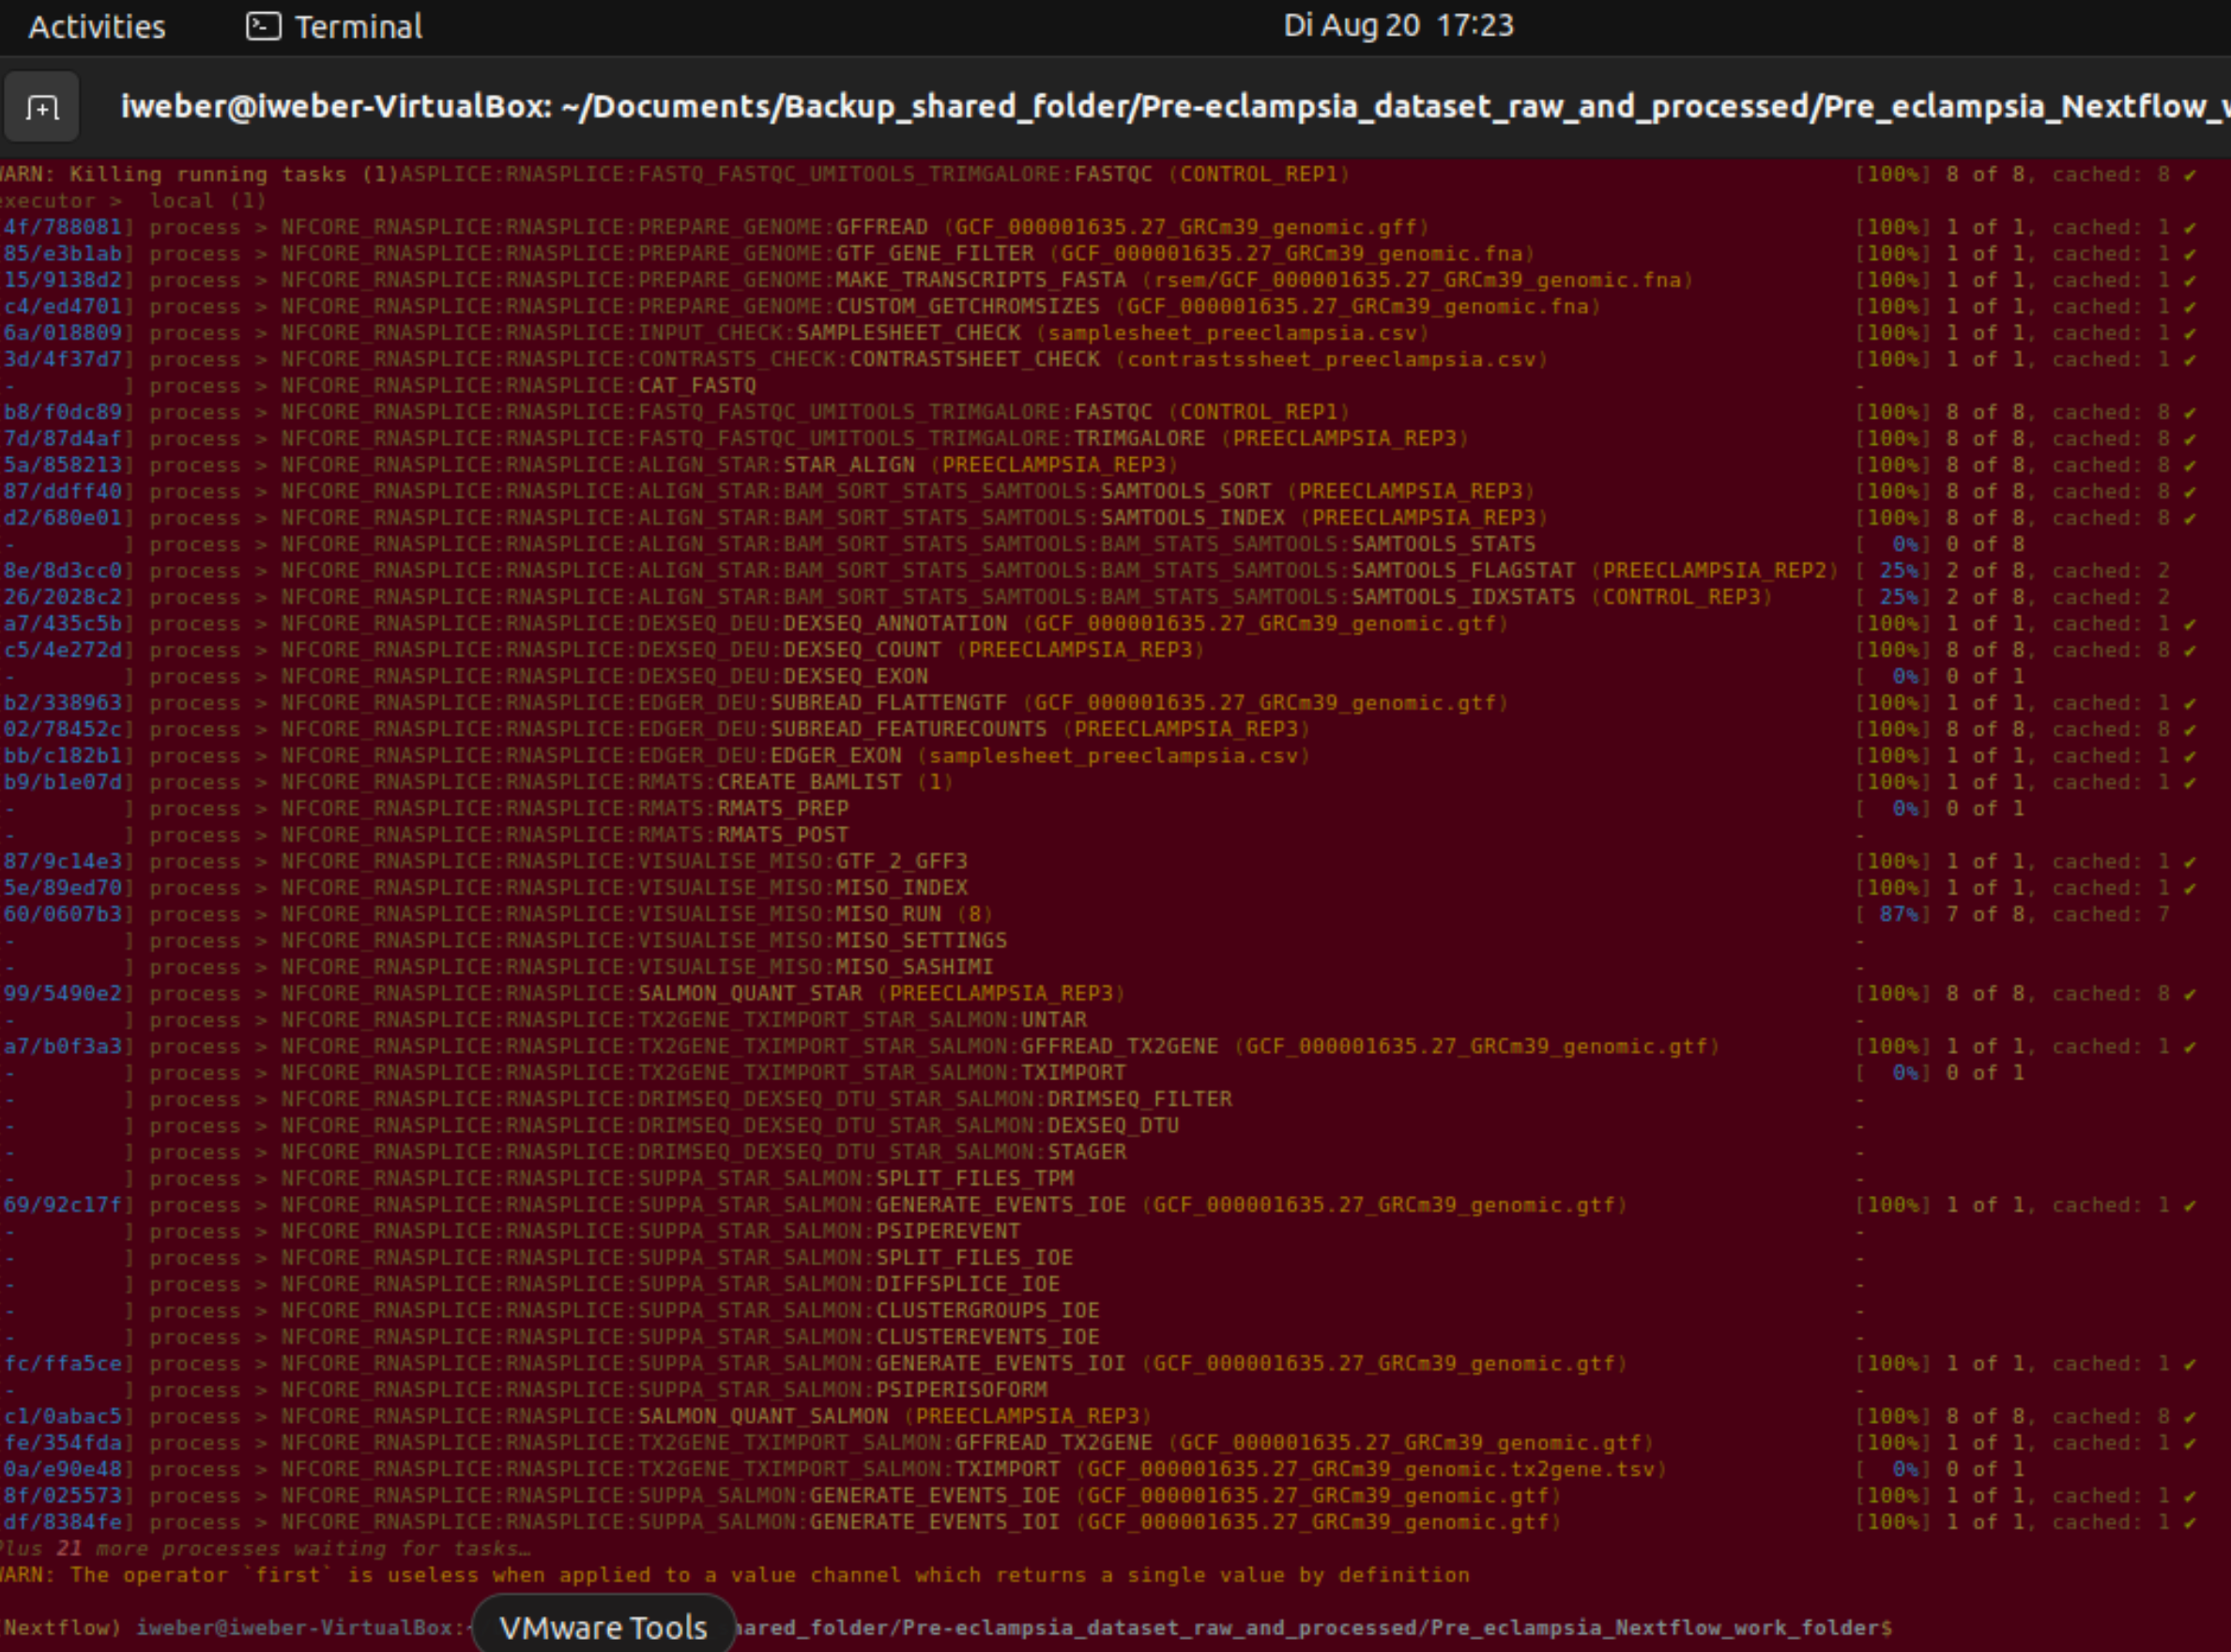 Activities Terminal Di Aug 20 17:23
iweber@iweber-VirtualBox: ~/Documents/Backup_shared_folder/Pre-eclampsia_dataset_raw_and_processed/Pre_eclampsia_Nextflow_w
WARN: Killing running tasks (1)ASPLICE:RNASPLICE:FASTQ_FASTQC_UMITOOLS_TRIMGALORE:FASTQC (CONTROL_REP1) [100%] 8 of 8, cached: 8 ✔
executor > local (1)
4f/788081] process > NFCORE_RNASPLICE:RNASPLICE:PREPARE_GENOME:GFFREAD (GCF_000001635.27_GRCm39_genomic.gff) [100%] 1 of 1, cached: 1 ✔
85/e3b1ab] process > NFCORE_RNASPLICE:RNASPLICE:PREPARE_GENOME:GTF_GENE_FILTER (GCF_000001635.27_GRCm39_genomic.fna) [100%] 1 of 1, cached: 1 ✔
15/9138d2] process > NFCORE_RNASPLICE:RNASPLICE:PREPARE_GENOME:MAKE_TRANSCRIPTS_FASTA (rsem/GCF_000001635.27_GRCm39_genomic.fna) [100%] 1 of 1, cached: 1 ✔
c4/ed4701] process > NFCORE_RNASPLICE:RNASPLICE:PREPARE_GENOME:CUSTOM_GETCHROMSIZES (GCF_000001635.27_GRCm39_genomic.fna) [100%] 1 of 1, cached: 1 ✔
6a/018809] process > NFCORE_RNASPLICE:RNASPLICE:INPUT_CHECK:SAMPLESHEET_CHECK (samplesheet_preeclampsia.csv) [100%] 1 of 1, cached: 1 ✔
3d/4f37d7] process > NFCORE_RNASPLICE:RNASPLICE:CONTRASTS_CHECK:CONTRASTSHEET_CHECK (contrastssheet_preeclampsia.csv) [100%] 1 of 1, cached: 1 ✔
- ] process > NFCORE_RNASPLICE:RNASPLICE:CAT_FASTQ -
b8/f0dc89] process > NFCORE_RNASPLICE:RNASPLICE:FASTQ_FASTQC_UMITOOLS_TRIMGALORE:FASTQC (CONTROL_REP1) [100%] 8 of 8, cached: 8 ✔
7d/87d4af] process > NFCORE_RNASPLICE:RNASPLICE:FASTQ_FASTQC_UMITOOLS_TRIMGALORE:TRIMGALORE (PREECLAMPSIA_REP3) [100%] 8 of 8, cached: 8 ✔
5a/858213] process > NFCORE_RNASPLICE:RNASPLICE:ALIGN_STAR:STAR_ALIGN (PREECLAMPSIA_REP3) [100%] 8 of 8, cached: 8 ✔
87/ddff40] process > NFCORE_RNASPLICE:RNASPLICE:ALIGN_STAR:BAM_SORT_STATS_SAMTOOLS:SAMTOOLS_SORT (PREECLAMPSIA_REP3) [100%] 8 of 8, cached: 8 ✔
d2/680e01] process > NFCORE_RNASPLICE:RNASPLICE:ALIGN_STAR:BAM_SORT_STATS_SAMTOOLS:SAMTOOLS_INDEX (PREECLAMPSIA_REP3) [100%] 8 of 8, cached: 8 ✔
- ] process > NFCORE_RNASPLICE:RNASPLICE:ALIGN_STAR:BAM_SORT_STATS_SAMTOOLS:BAM_STATS_SAMTOOLS:SAMTOOLS_STATS [ 0%] 0 of 8
8e/8d3cc0] process > NFCORE_RNASPLICE:RNASPLICE:ALIGN_STAR:BAM_SORT_STATS_SAMTOOLS:BAM_STATS_SAMTOOLS:SAMTOOLS_FLAGSTAT (PREECLAMPSIA_REP2) [ 25%] 2 of 8, cached: 2
26/2028c2] process > NFCORE_RNASPLICE:RNASPLICE:ALIGN_STAR:BAM_SORT_STATS_SAMTOOLS:BAM_STATS_SAMTOOLS:SAMTOOLS_IDXSTATS (CONTROL_REP3) [ 25%] 2 of 8, cached: 2
a7/435c5b] process > NFCORE_RNASPLICE:RNASPLICE:DEXSEQ_DEU:DEXSEQ_ANNOTATION (GCF_000001635.27_GRCm39_genomic.gtf) [100%] 1 of 1, cached: 1 ✔
c5/4e272d] process > NFCORE_RNASPLICE:RNASPLICE:DEXSEQ_DEU:DEXSEQ_COUNT (PREECLAMPSIA_REP3) [100%] 8 of 8, cached: 8 ✔
- ] process > NFCORE_RNASPLICE:RNASPLICE:DEXSEQ_DEU:DEXSEQ_EXON [ 0%] 0 of 1
b2/338963] process > NFCORE_RNASPLICE:RNASPLICE:EDGER_DEU:SUBREAD_FLATTENGTF (GCF_000001635.27_GRCm39_genomic.gtf) [100%] 1 of 1, cached: 1 ✔
02/78452c] process > NFCORE_RNASPLICE:RNASPLICE:EDGER_DEU:SUBREAD_FEATURECOUNTS (PREECLAMPSIA_REP3) [100%] 8 of 8, cached: 8 ✔
bb/c182b1] process > NFCORE_RNASPLICE:RNASPLICE:EDGER_DEU:EDGER_EXON (samplesheet_preeclampsia.csv) [100%] 1 of 1, cached: 1 ✔
b9/b1e07d] process > NFCORE_RNASPLICE:RNASPLICE:RMATS:CREATE_BAMLIST (1) [100%] 1 of 1, cached: 1 ✔
- ] process > NFCORE_RNASPLICE:RNASPLICE:RMATS:RMATS_PREP [ 0%] 0 of 1
- ] process > NFCORE_RNASPLICE:RNASPLICE:RMATS:RMATS_POST -
87/9c14e3] process > NFCORE_RNASPLICE:RNASPLICE:VISUALISE_MISO:GTF_2_GFF3 [100%] 1 of 1, cached: 1 ✔
5e/89ed70] process > NFCORE_RNASPLICE:RNASPLICE:VISUALISE_MISO:MISO_INDEX [100%] 1 of 1, cached: 1 ✔
60/0607b3] process > NFCORE_RNASPLICE:RNASPLICE:VISUALISE_MISO:MISO_RUN (8) [ 87%] 7 of 8, cached: 7
- ] process > NFCORE_RNASPLICE:RNASPLICE:VISUALISE_MISO:MISO_SETTINGS -
- ] process > NFCORE_RNASPLICE:RNASPLICE:VISUALISE_MISO:MISO_SASHIMI -
99/5490e2] process > NFCORE_RNASPLICE:RNASPLICE:SALMON_QUANT_STAR (PREECLAMPSIA_REP3) [100%] 8 of 8, cached: 8 ✔
- ] process > NFCORE_RNASPLICE:RNASPLICE:TX2GENE_TXIMPORT_STAR_SALMON:UNTAR -
a7/b0f3a3] process > NFCORE_RNASPLICE:RNASPLICE:TX2GENE_TXIMPORT_STAR_SALMON:GFFREAD_TX2GENE (GCF_000001635.27_GRCm39_genomic.gtf) [100%] 1 of 1, cached: 1 ✔
- ] process > NFCORE_RNASPLICE:RNASPLICE:TX2GENE_TXIMPORT_STAR_SALMON:TXIMPORT [ 0%] 0 of 1
- ] process > NFCORE_RNASPLICE:RNASPLICE:DRIMSEQ_DEXSEQ_DTU_STAR_SALMON:DRIMSEQ_FILTER -
- ] process > NFCORE_RNASPLICE:RNASPLICE:DRIMSEQ_DEXSEQ_DTU_STAR_SALMON:DEXSEQ_DTU -
- ] process > NFCORE_RNASPLICE:RNASPLICE:DRIMSEQ_DEXSEQ_DTU_STAR_SALMON:STAGER -
- ] process > NFCORE_RNASPLICE:RNASPLICE:SUPPA_STAR_SALMON:SPLIT_FILES_TPM -
69/92c17f] process > NFCORE_RNASPLICE:RNASPLICE:SUPPA_STAR_SALMON:GENERATE_EVENTS_IOE (GCF_000001635.27_GRCm39_genomic.gtf) [100%] 1 of 1, cached: 1 ✔
- ] process > NFCORE_RNASPLICE:RNASPLICE:SUPPA_STAR_SALMON:PSIPEREVENT -
- ] process > NFCORE_RNASPLICE:RNASPLICE:SUPPA_STAR_SALMON:SPLIT_FILES_IOE -
- ] process > NFCORE_RNASPLICE:RNASPLICE:SUPPA_STAR_SALMON:DIFFSPLICE_IOE -
- ] process > NFCORE_RNASPLICE:RNASPLICE:SUPPA_STAR_SALMON:CLUSTERGROUPS_IOE -
- ] process > NFCORE_RNASPLICE:RNASPLICE:SUPPA_STAR_SALMON:CLUSTEREVENTS_IOE -
fc/ffa5ce] process > NFCORE_RNASPLICE:RNASPLICE:SUPPA_STAR_SALMON:GENERATE_EVENTS_IOI (GCF_000001635.27_GRCm39_genomic.gtf) [100%] 1 of 1, cached: 1 ✔
- ] process > NFCORE_RNASPLICE:RNASPLICE:SUPPA_STAR_SALMON:PSIPERISOFORM -
c1/0abac5] process > NFCORE_RNASPLICE:RNASPLICE:SALMON_QUANT_SALMON (PREECLAMPSIA_REP3) [100%] 8 of 8, cached: 8 ✔
fe/354fda] process > NFCORE_RNASPLICE:RNASPLICE:TX2GENE_TXIMPORT_SALMON:GFFREAD_TX2GENE (GCF_000001635.27_GRCm39_genomic.gtf) [100%] 1 of 1, cached: 1 ✔
0a/e90e48] process > NFCORE_RNASPLICE:RNASPLICE:TX2GENE_TXIMPORT_SALMON:TXIMPORT (GCF_000001635.27_GRCm39_genomic.tx2gene.tsv) [ 0%] 0 of 1
8f/025573] process > NFCORE_RNASPLICE:RNASPLICE:SUPPA_SALMON:GENERATE_EVENTS_IOE (GCF_000001635.27_GRCm39_genomic.gtf) [100%] 1 of 1, cached: 1 ✔
df/8384fe] process > NFCORE_RNASPLICE:RNASPLICE:SUPPA_SALMON:GENERATE_EVENTS_IOI (GCF_000001635.27_GRCm39_genomic.gtf) [100%] 1 of 1, cached: 1 ✔
Plus 21 more processes waiting for tasks…
WARN: The operator `first` is useless when applied to a value channel which returns a single value by definition
Nextflow) iweber@iweber-VirtualBox:~ VMware Tools hared_folder/Pre-eclampsia_dataset_raw_and_processed/Pre_eclampsia_Nextflow_work_folder$